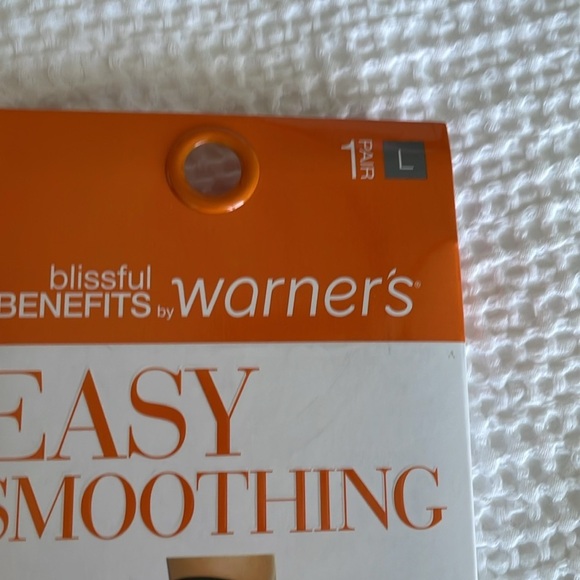 1 PAIR
L
blissful
BENEFITS by warner's®
EASY
SMOOTHING